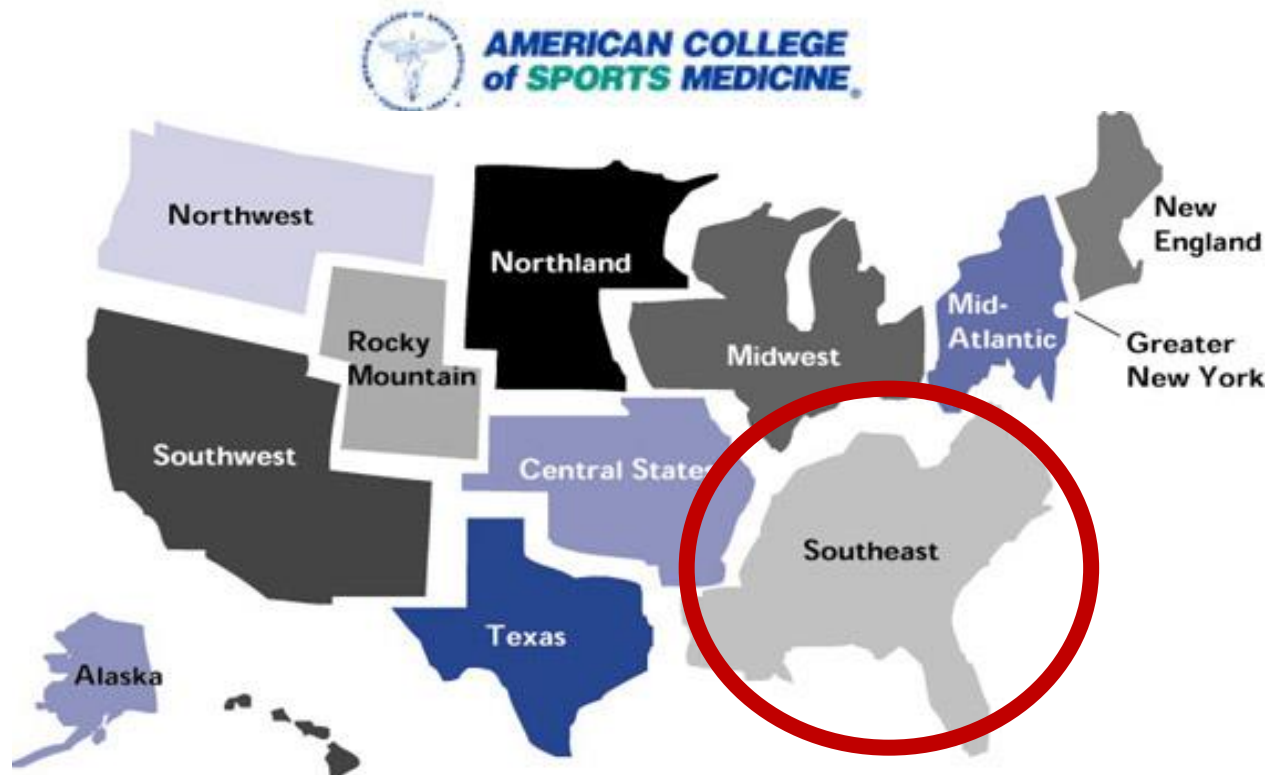 AMERICAN COLLEGE
of SPORTS MEDICINE®
Northwest
New
England
Northland
Mid-
Atlantic
Rocky
Mountain
Midwest
Greater
New York
Southwest
Central States
Southeast
Texas
Alaska